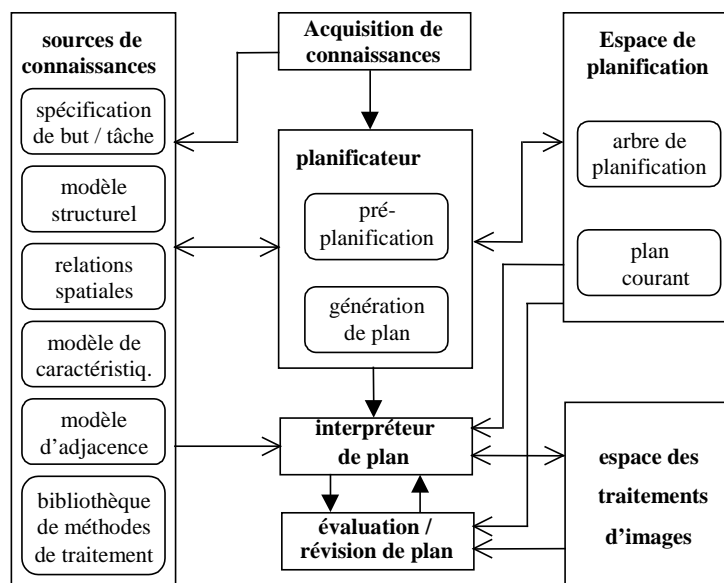 sources de
connaissances
spécification
de but / tâche
modèle
structurel
relations
spatiales
modèle de
caractéristiq.
modèle
d'adjacence
bibliothèque
de méthodes
de traitement
Acquisition de
connaissances
planificateur
pré-
planification
génération
de plan
interpréteur
de plan
évaluation /
révision de plan
Espace de
planification
arbre de
planification
plan
courant
espace des
traitements
d'images